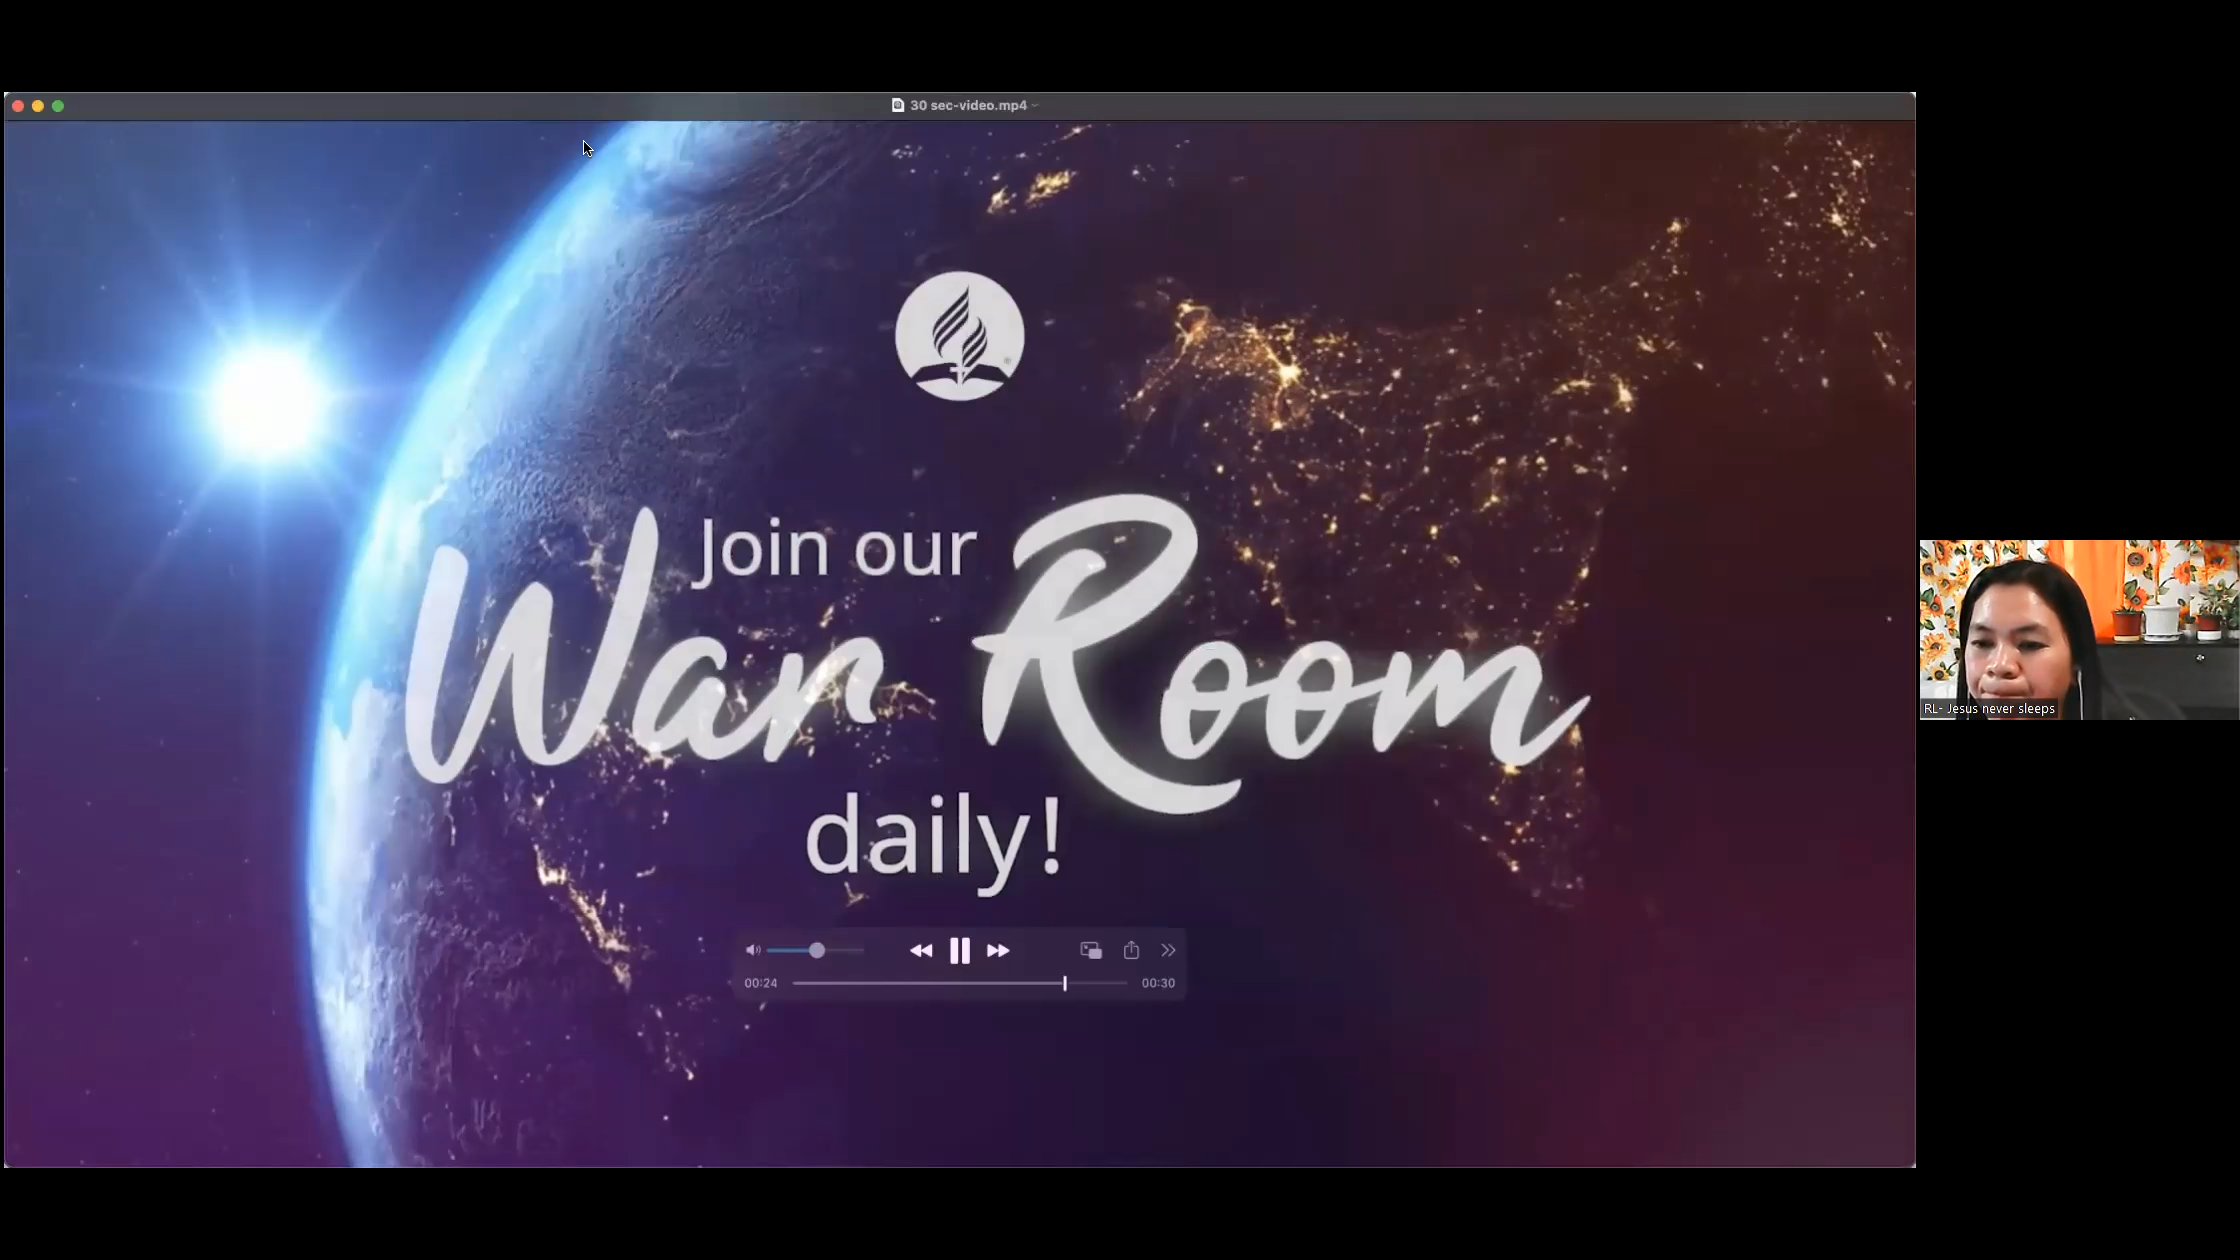 30 sec-video.mp4
Join our
War Room
daily!
00:24
00:30
RL- Jesus never sleeps